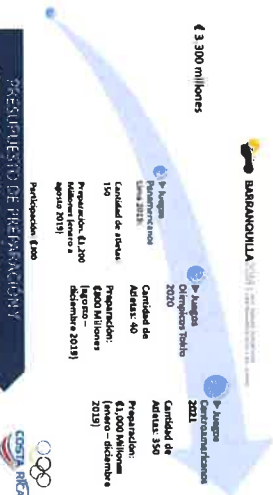 BARRANQUILLA
₡ 3.300 millones
Juegos
Panamericanos
Lima 2019:
Cantidad de atletas:
150
Preparación: ₡1,200
Millones (enero a
agosto 2019)
Participación: ₡300
Juegos
Olímpicos Tokio
2020
Cantidad de
Atletas: 40
Preparación:
₡800 Millones
(agosto –
diciembre 2019)
Juegos
Centroamericanos
2021
Cantidad de
Atletas: 350
Preparación:
₡1,000 Millones
(enero – diciembre
2019)
PRESUPUESTO DE PREPARACIÓN Y
COSTA RICA